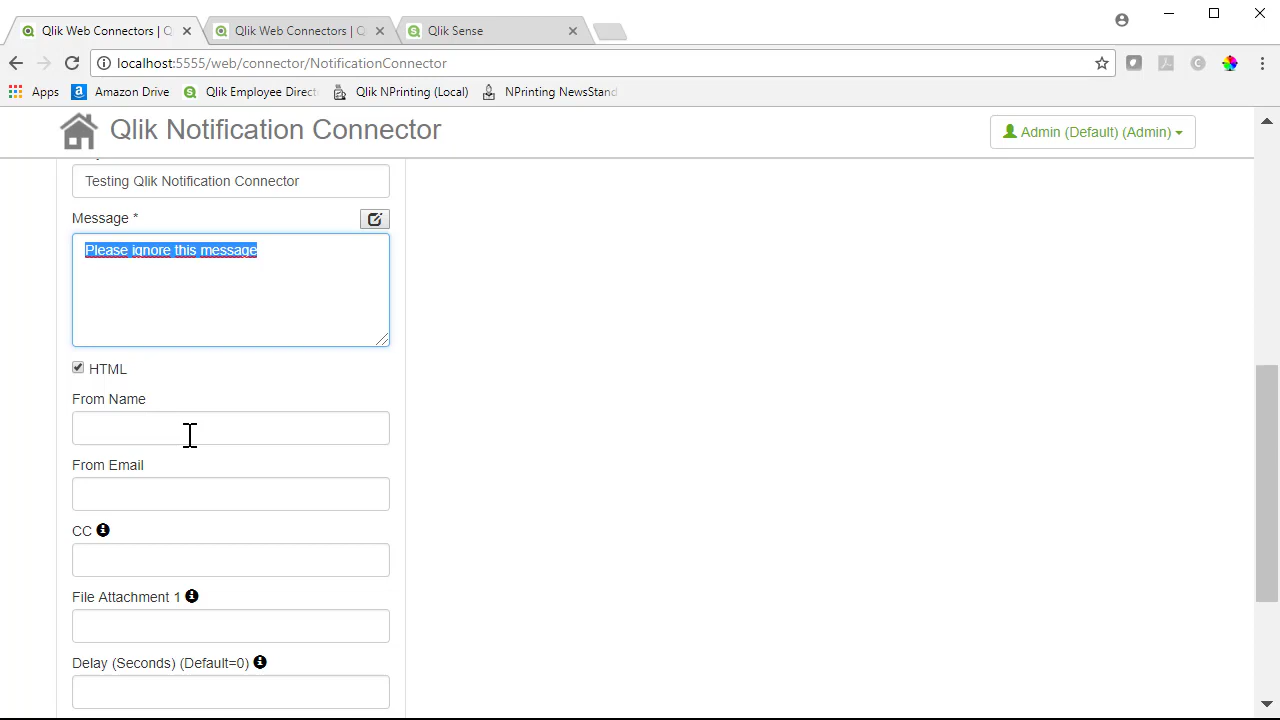 Qlik Web Connectors | Q
Qlik Web Connectors | Q
Qlik Sense
localhost:5555/web/connector/NotificationConnector
Apps
Amazon Drive
Qlik Employee Direct
Qlik NPrinting (Local)
NPrinting NewsStand
Qlik Notification Connector
Admin (Default) (Admin)
Testing Qlik Notification Connector
Message *
Please ignore this message
HTML
From Name
From Email
CC
File Attachment 1
Delay (Seconds) (Default=0)